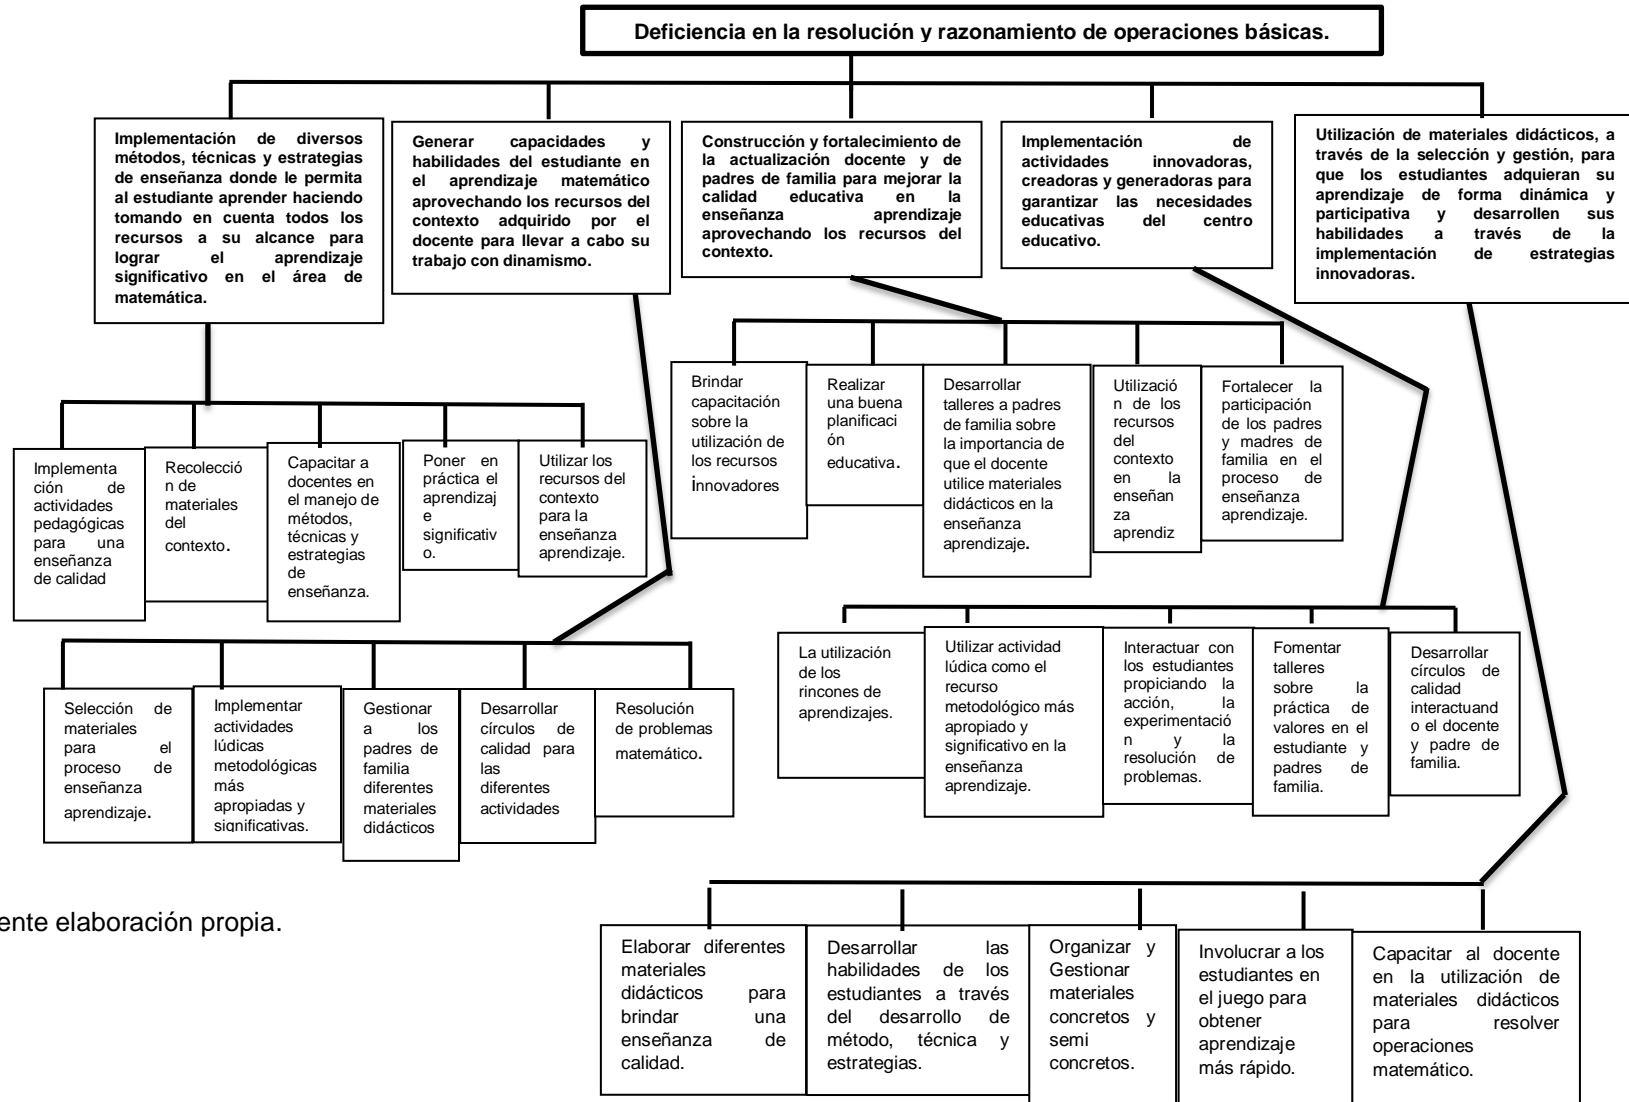 Deficiencia en la resolución y razonamiento de operaciones básicas.
Implementación de diversos
métodos, técnicas y estrategias
de enseñanza donde le permita
al estudiante aprender haciendo
tomando en cuenta todos los
recursos a su alcance para
lograr el aprendizaje
significativo en el área de
matemática.
Generar capacidades y
habilidades del estudiante en
el aprendizaje matemático
aprovechando los recursos del
contexto adquirido por el
docente para llevar a cabo su
trabajo con dinamismo.
Construcción y fortalecimiento de
la actualización docente y de
padres de familia para mejorar la
calidad educativa en la
enseñanza aprendizaje
aprovechando los recursos del
contexto.
Implementación de
actividades innovadoras,
creadoras y generadoras para
garantizar las necesidades
educativas del centro
educativo.
Utilización de materiales didácticos, a
través de la selección y gestión, para
que los estudiantes adquieran su
aprendizaje de forma dinámica y
participativa y desarrollen sus
habilidades a través de la
implementación de estrategias
innovadoras.
Implementa
ción de
actividades
pedagógicas
para una
enseñanza
de calidad
Recolecció
n de
materiales
del
contexto.
Capacitar a
docentes en
el manejo de
métodos,
técnicas y
estrategias
de
enseñanza.
Poner en
práctica el
aprendizaj
e
significativ
o.
Utilizar los
recursos del
contexto
para la
enseñanza
aprendizaje.
Brindar
capacitación
sobre la
utilización de
los recursos
innovadores
Realizar
una buena
planificaci
ón
educativa.
Desarrollar
talleres a padres
de familia sobre
la importancia de
que el docente
utilice materiales
didácticos en la
enseñanza
aprendizaje.
Utilizació
n de los
recursos
del
contexto
en la
enseñan
za
aprendiz
Fortalecer la
participación
de los padres
y madres de
familia en el
proceso de
enseñanza
aprendizaje.
Selección de
materiales
para el
proceso de
enseñanza
aprendizaje.
Implementar
actividades
lúdicas
metodológicas
más
apropiadas y
significativas.
Gestionar
a los
padres de
familia
diferentes
materiales
didácticos
Desarrollar
círculos de
calidad para
las
diferentes
actividades
Resolución
de problemas
matemático.
La utilización
de los
rincones de
aprendizajes.
Utilizar actividad
lúdica como el
recurso
metodológico más
apropiado y
significativo en la
enseñanza
aprendizaje.
Interactuar con
los estudiantes
propiciando la
acción, la
experimentació
n y la
resolución de
problemas.
Fomentar
talleres
sobre la
práctica de
valores en el
estudiante y
padres de
familia.
Desarrollar
círculos de
calidad
interactuand
o el docente
y padre de
familia.
ente elaboración propia.
Elaborar diferentes
materiales
didácticos para
brindar una
enseñanza de
calidad.
Desarrollar las
habilidades de los
estudiantes a través
del desarrollo de
método, técnica y
estrategias.
Organizar y
Gestionar
materiales
concretos y
semi
concretos.
Involucrar a los
estudiantes en
el juego para
obtener
aprendizaje
más rápido.
Capacitar al docente
en la utilización de
materiales didácticos
para resolver
operaciones
matemático.